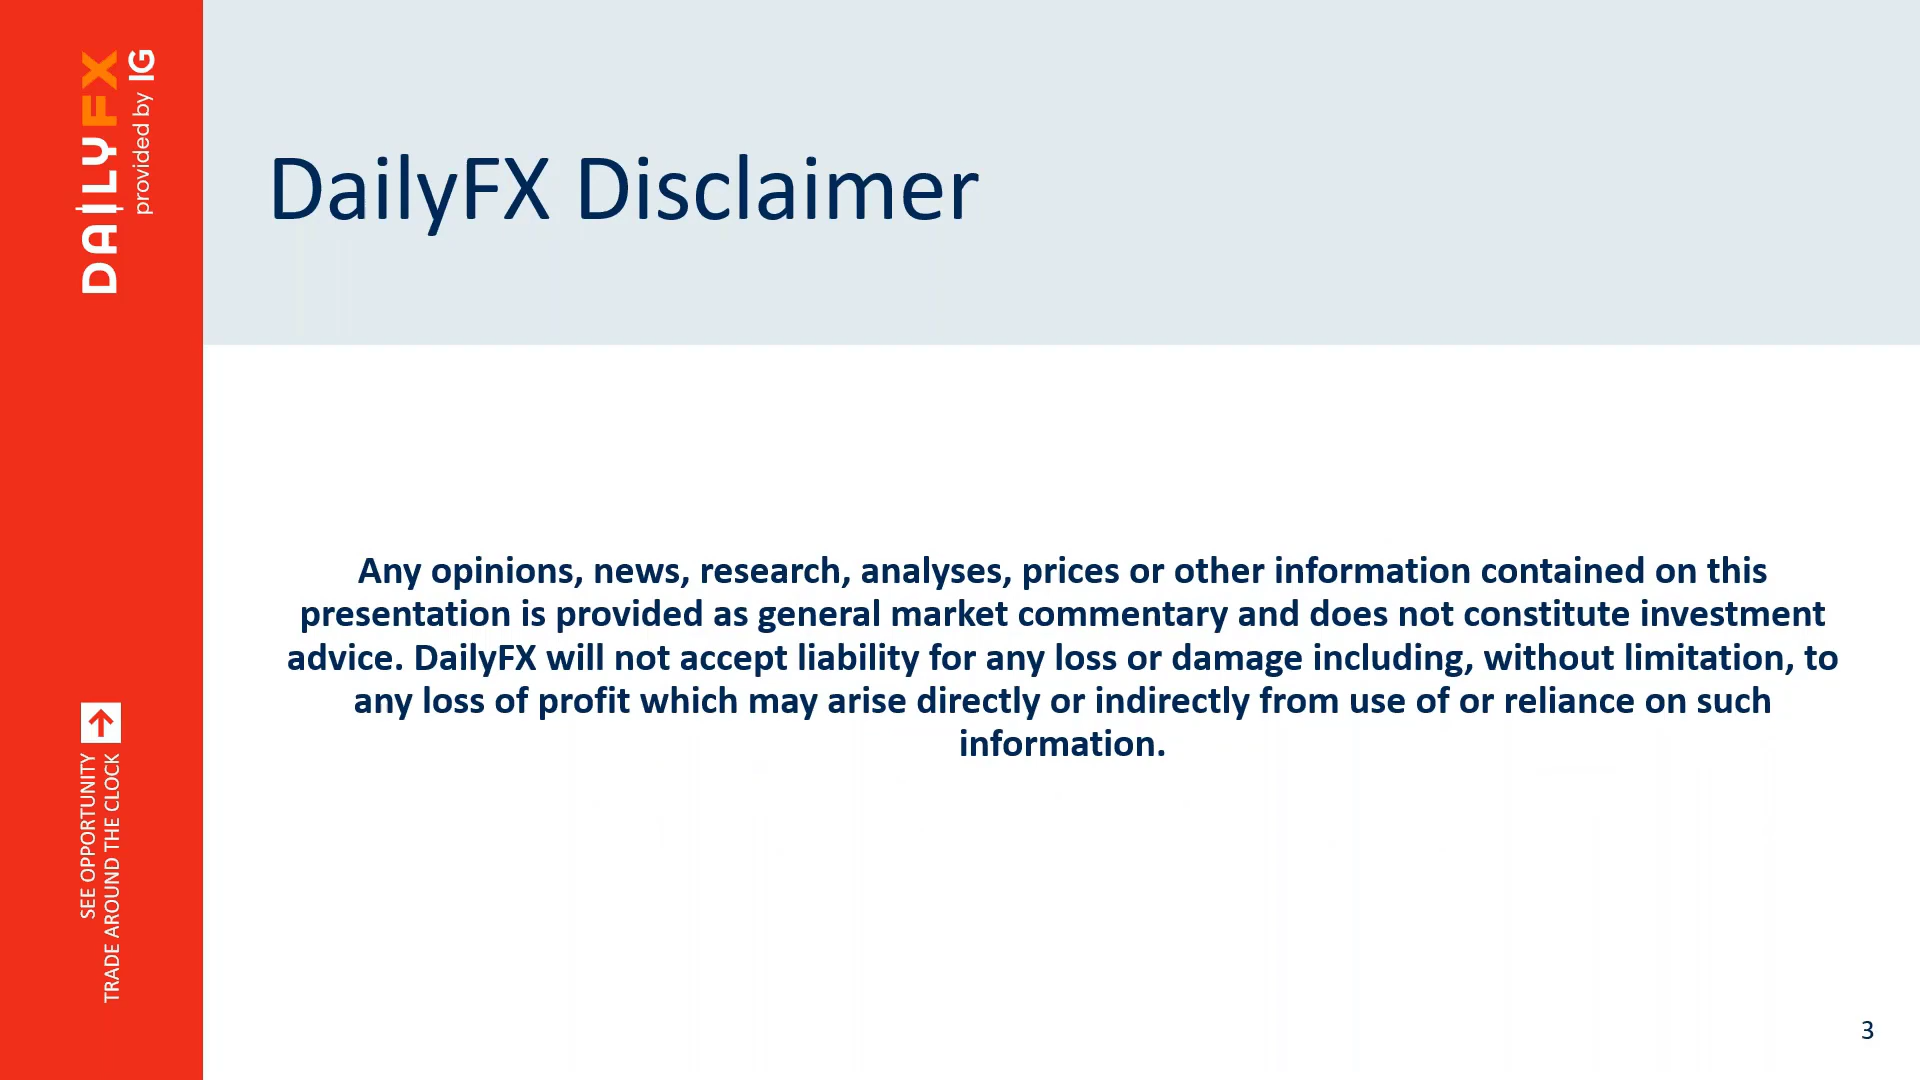 DAILYFX
provided by IG
DailyFX Disclaimer
Any opinions, news, research, analyses, prices or other information contained on this
presentation is provided as general market commentary and does not constitute investment
advice. DailyFX will not accept liability for any loss or damage including, without limitation, to
any loss of profit which may arise directly or indirectly from use of or reliance on such
information.
SEE OPPORTUNITY
TRADE AROUND THE CLOCK
3